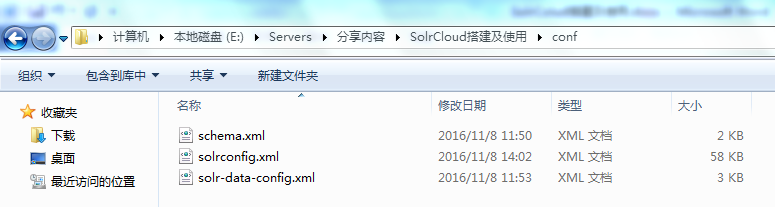 计算机 ▸ 本地磁盘 (E:) ▸ Servers ▸ 分享内容 ▸ SolrCloud搭建及使用 ▸ conf
组织 包含到库中 共享 新建文件夹
收藏夹
下载
桌面
最近访问的位置
名称 修改日期 类型 大小
schema.xml 2016/11/8 11:50 XML 文档 2 KB
solrconfig.xml 2016/11/8 14:02 XML 文档 58 KB
solr-data-config.xml 2016/11/8 11:53 XML 文档 3 KB